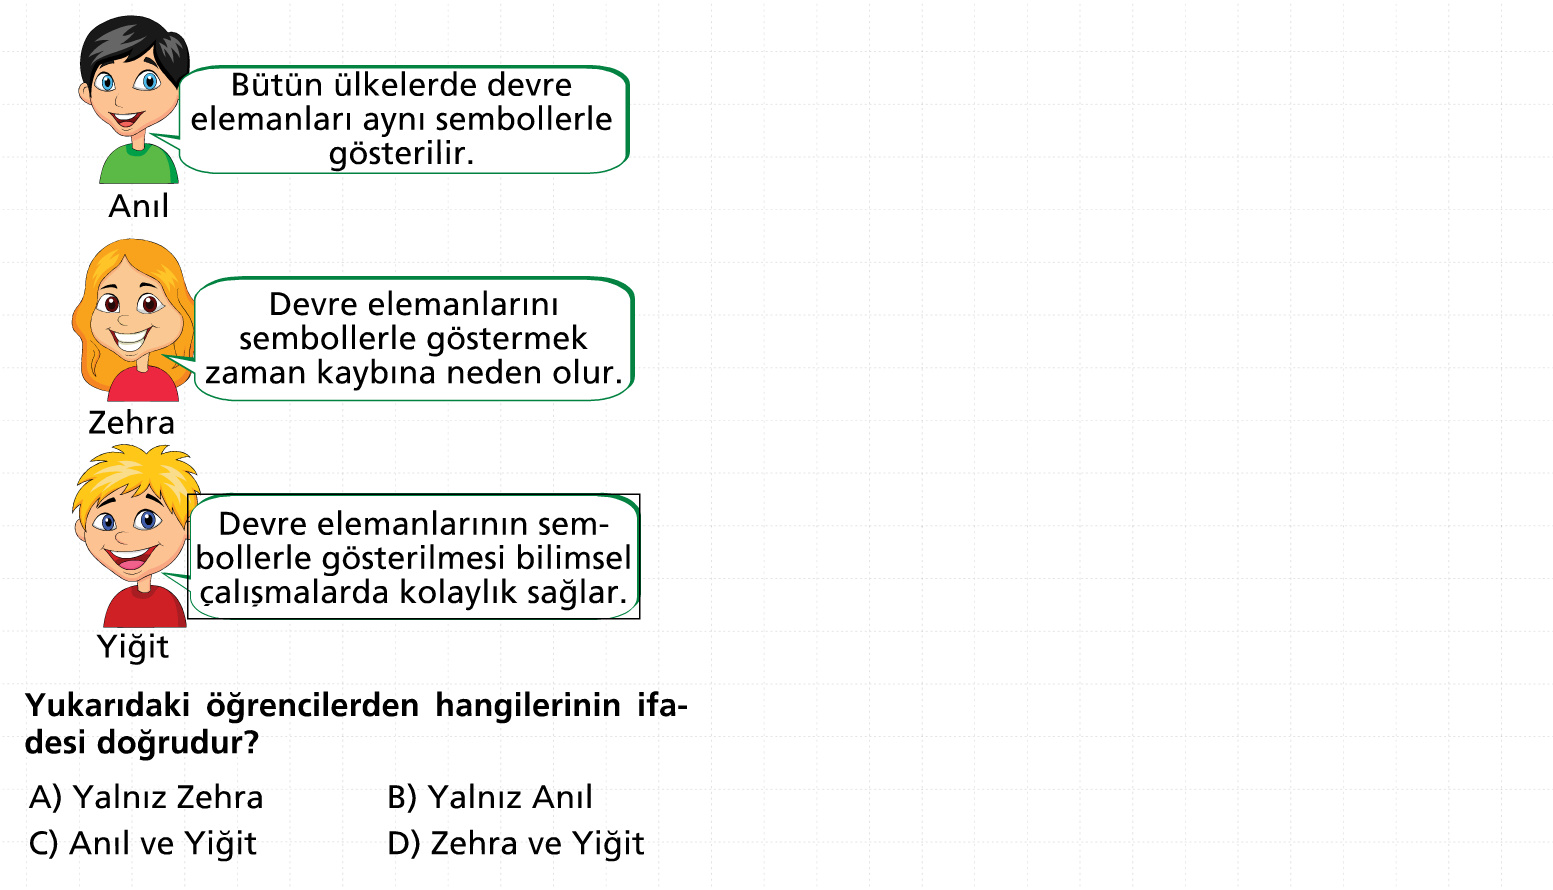 Bütün ülkelerde devre
elemanları aynı sembollerle
gösterilir.
Anıl
Devre elemanlarını
sembollerle göstermek
zaman kaybına neden olur.
Zehra
Devre elemanlarının sem-
bollerle gösterilmesi bilimsel
çalışmalarda kolaylık sağlar.
Yiğit
Yukarıdaki öğrencilerden hangilerinin ifa-
desi doğrudur?
A) Yalnız Zehra B) Yalnız Anıl
C) Anıl ve Yiğit D) Zehra ve Yiğit